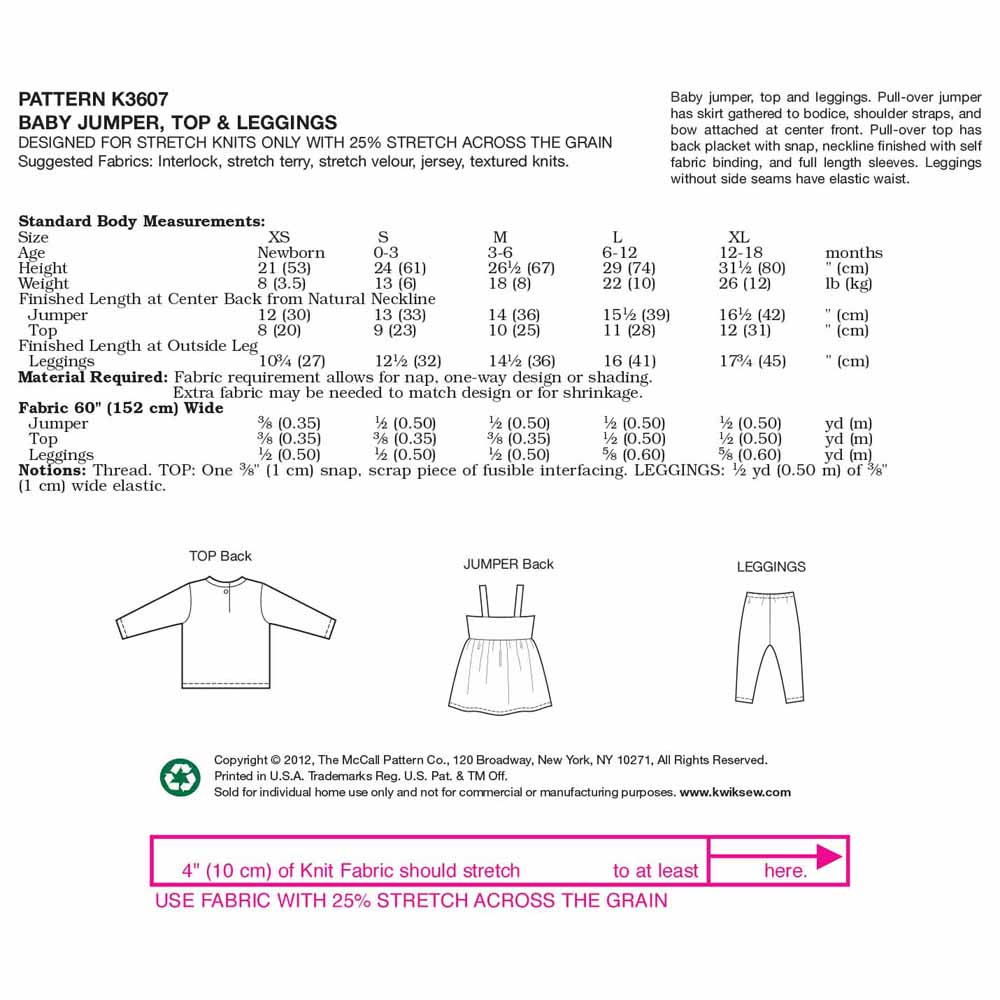 PATTERN K3607
BABY JUMPER, TOP & LEGGINGS
DESIGNED FOR STRETCH KNITS ONLY WITH 25% STRETCH ACROSS THE GRAIN
Suggested Fabrics: Interlock, stretch terry, stretch velour, jersey, textured knits.
Baby jumper, top and leggings. Pull-over jumper
has skirt gathered to bodice, shoulder straps, and
bow attached at center front. Pull-over top has
back placket with snap, neckline finished with self
fabric binding, and full length sleeves. Leggings
without side seams have elastic waist.
Standard Body Measurements:
Size XS S M L XL
Age Newborn 0-3 3-6 6-12 12-18 months
Height 21 (53) 24 (61) 26½ (67) 29 (74) 31½ (80) " (cm)
Weight 8 (3.5) 13 (6) 18 (8) 22 (10) 26 (12) lb (kg)
Finished Length at Center Back from Natural Neckline
Jumper 12 (30) 13 (33) 14 (36) 15½ (39) 16½ (42) " (cm)
Top 8 (20) 9 (23) 10 (25) 11 (28) 12 (31) " (cm)
Finished Length at Outside Leg
Leggings 10¾ (27) 12½ (32) 14½ (36) 16 (41) 17¾ (45) " (cm)
Material Required: Fabric requirement allows for nap, one-way design or shading.
Extra fabric may be needed to match design or for shrinkage.
Fabric 60" (152 cm) Wide
Jumper ⅜ (0.35) ½ (0.50) ½ (0.50) ½ (0.50) ½ (0.50) yd (m)
Top ⅜ (0.35) ⅜ (0.35) ⅜ (0.35) ½ (0.50) ½ (0.50) yd (m)
Leggings ½ (0.50) ½ (0.50) ½ (0.50) ⅝ (0.60) ⅝ (0.60) yd (m)
Notions: Thread. TOP: One ⅜" (1 cm) snap, scrap piece of fusible interfacing. LEGGINGS: ½ yd (0.50 m) of ⅜"
(1 cm) wide elastic.
TOP Back
JUMPER Back
LEGGINGS
Copyright © 2012, The McCall Pattern Co., 120 Broadway, New York, NY 10271, All Rights Reserved.
Printed in U.S.A. Trademarks Reg. U.S. Pat. & TM Off.
Sold for individual home use only and not for commercial or manufacturing purposes. www.kwiksew.com
4" (10 cm) of Knit Fabric should stretch to at least here.
USE FABRIC WITH 25% STRETCH ACROSS THE GRAIN